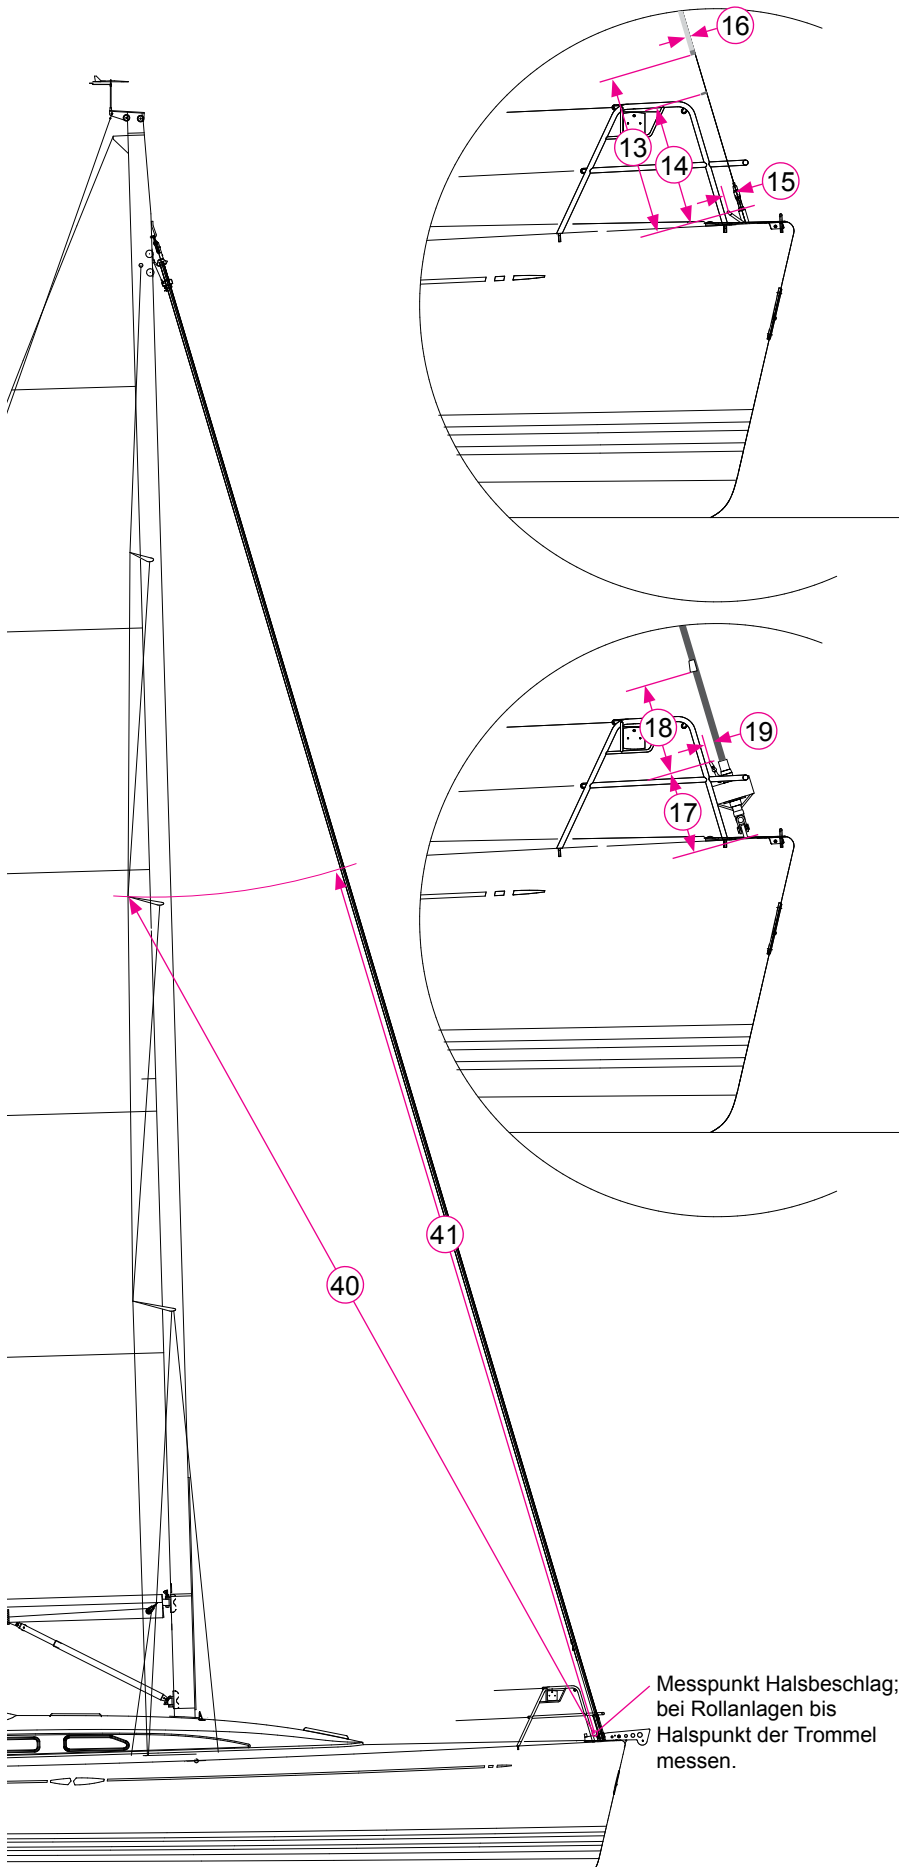 16
13
14
15
18
19
17
41
40
Messpunkt Halsbeschlag;
bei Rollanlagen bis
Halspunkt der Trommel
messen.